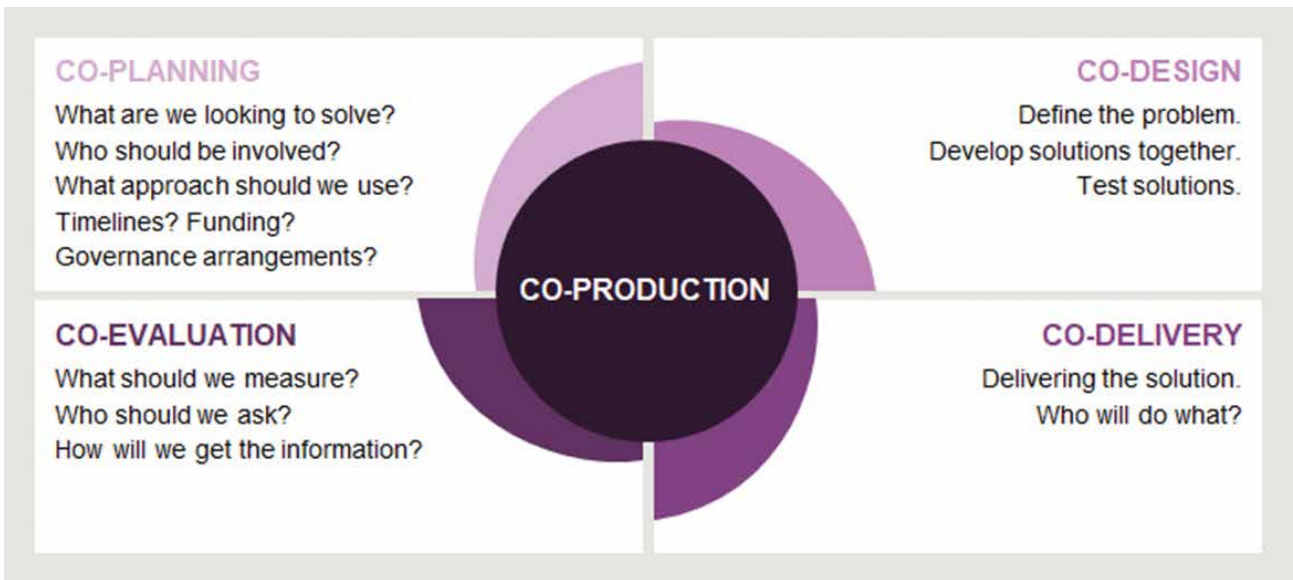 CO-PLANNING
What are we looking to solve?
Who should be involved?
What approach should we use?
Timelines? Funding?
Governance arrangements?
CO-DESIGN
Define the problem.
Develop solutions together.
Test solutions.
CO-PRODUCTION
CO-EVALUATION
What should we measure?
Who should we ask?
How will we get the information?
CO-DELIVERY
Delivering the solution.
Who will do what?